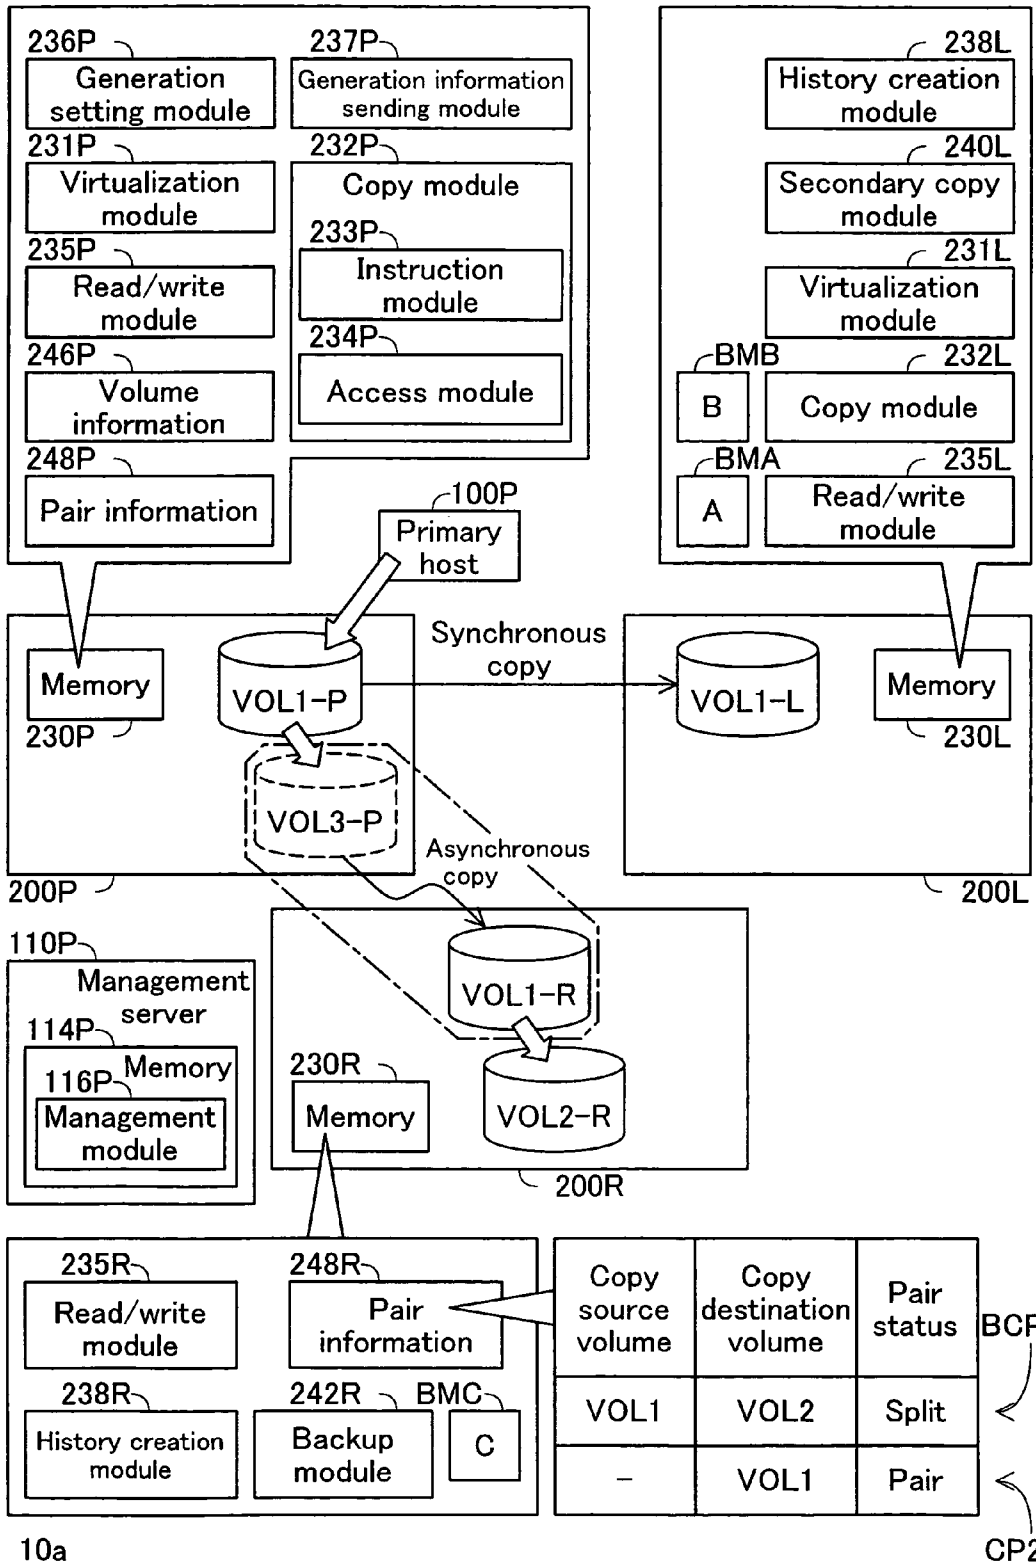 236P
Generation
setting module
237P
Generation information
sending module
231P
Virtualization
module
232P
Copy module
235P
Read/write
module
233P
Instruction
module
246P
Volume
information
234P
Access module
248P
Pair information
238L
History creation
module
240L
Secondary copy
module
231L
Virtualization
module
BMB
B
232L
Copy module
BMA
A
235L
Read/write
module
100P
Primary
host
Memory
230P
VOL1-P
Synchronous
copy
VOL1-L
Memory
230L
VOL3-P
Asynchronous
copy
200P
200L
110P
Management
server
114P
Memory
116P
Management
module
VOL1-R
230R
Memory
VOL2-R
200R
235R
Read/write
module
248R
Pair
information
238R
History creation
module
242R
Backup
module
BMC
C
Copy
source
volume
Copy
destination
volume
Pair
status
BCP
VOL1
VOL2
Split
-
VOL1
Pair
10a
CP2